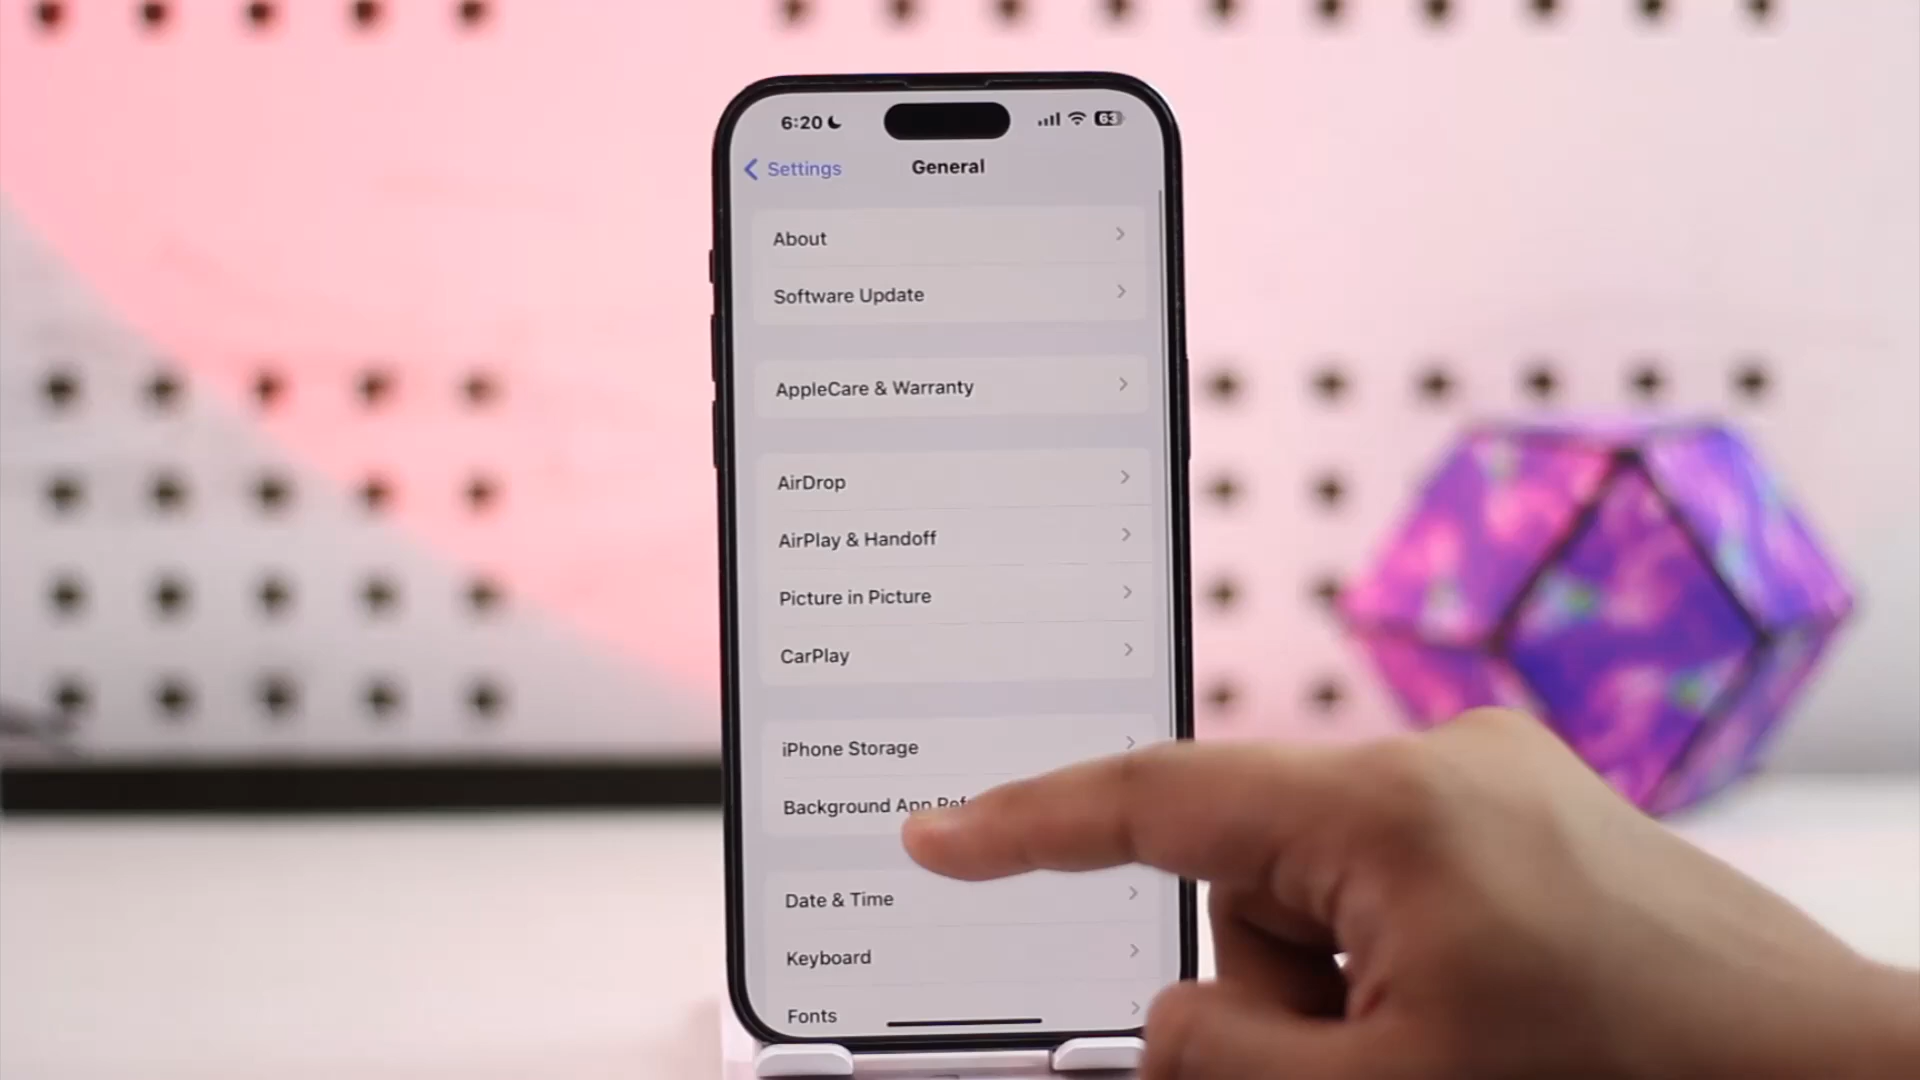 6:20
63
Settings
General
About
Software Update
AppleCare & Warranty
AirDrop
AirPlay & Handoff
Picture in Picture
CarPlay
iPhone Storage
Background App
Date & Time
Keyboard
Fonts